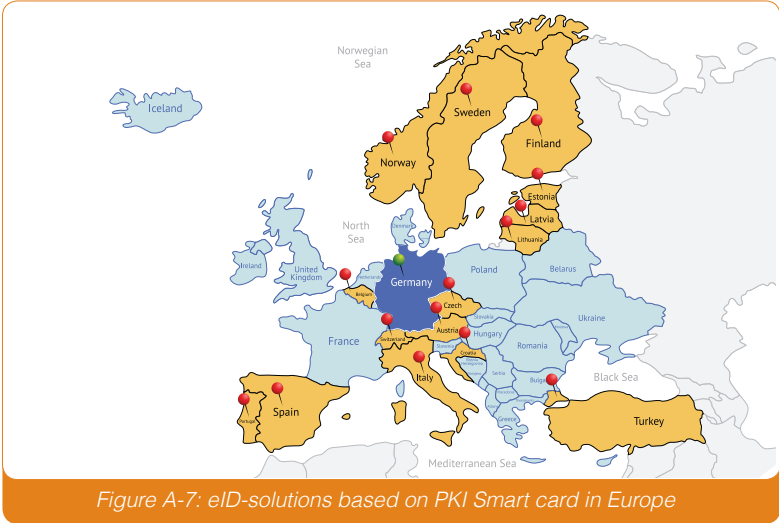 Norwegian
Sea
Iceland
Sweden
Finland
Norway
Estonia
North
Sea
Denmark
Latvia
Lithuania
Ireland
United
Kingdom
Netherlands
Germany
Poland
Belarus
Belgium
Czech
Slovakia
Ukraine
France
Switzerland
Austria
Hungary
Slovenia
Croatia
Romania
Italy
Serbia
Bulga
Black Sea
Portugal
Spain
Greece
Turkey
Mediterranean Sea
Figure A-7: eID-solutions based on PKI Smart card in Europe